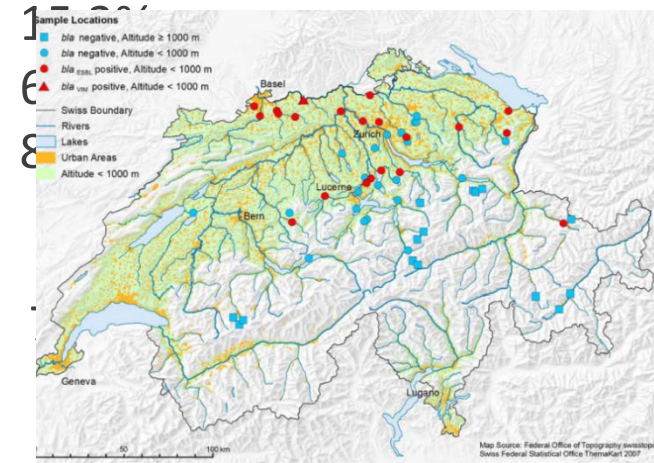 Sample Locations
bla negative, Altitude ≥ 1000 m
bla negative, Altitude < 1000 m
bla ESBL positive, Altitude < 1000 m
bla VIM positive, Altitude < 1000 m
Swiss Boundary
Rivers
Lakes
Urban Areas
Altitude < 1000 m
Basel
Zurich
Lucerne
Bern
Geneva
Lugano
50
100 km
Map Source: Federal Office of Topography swisstopo
Swiss Federal Statistical Office ThemaKart 2007